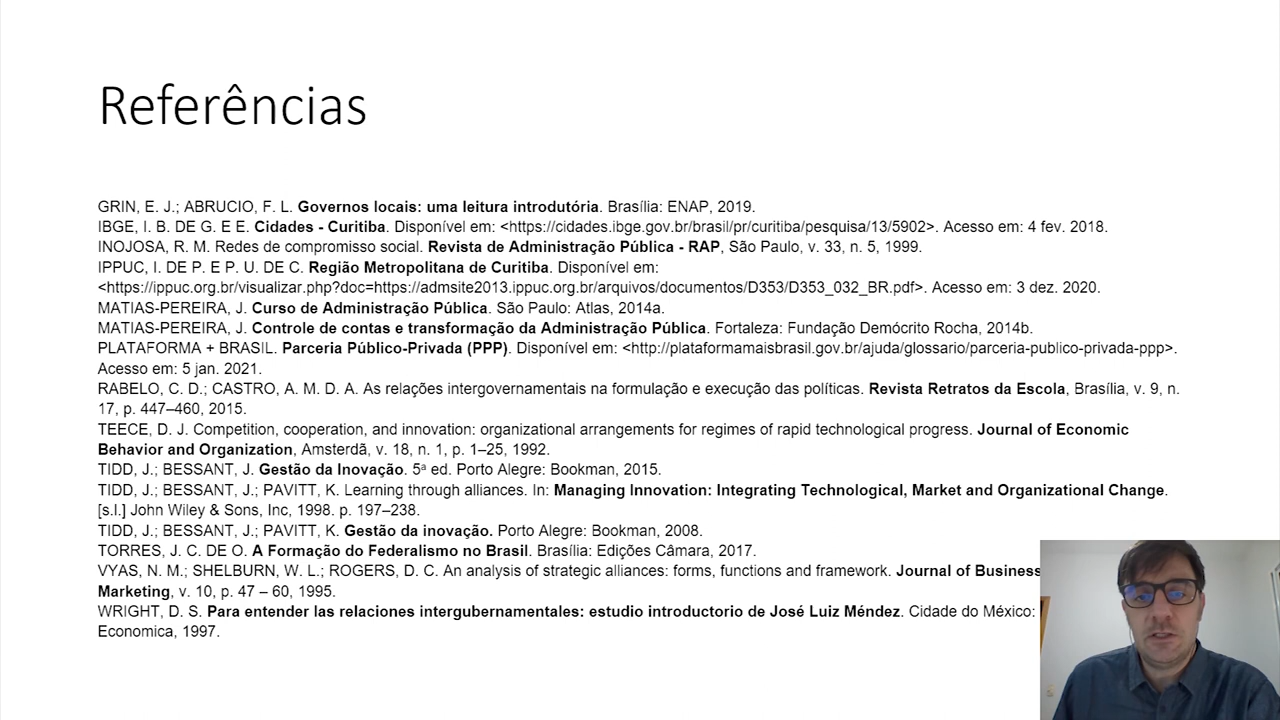 Referências
GRIN, E. J.; ABRUCIO, F. L. Governos locais: uma leitura introdutória. Brasília: ENAP, 2019.
IBGE, I. B. DE G. E E. Cidades - Curitiba. Disponível em: <https://cidades.ibge.gov.br/brasil/pr/curitiba/pesquisa/13/5902>. Acesso em: 4 fev. 2018.
INOJOSA, R. M. Redes de compromisso social. Revista de Administração Pública - RAP, São Paulo, v. 33, n. 5, 1999.
IPPUC, I. DE P. E P. U. DE C. Região Metropolitana de Curitiba. Disponível em:
<https://ippuc.org.br/visualizar.php?doc=https://admsite2013.ippuc.org.br/arquivos/documentos/D353/D353_032_BR.pdf>. Acesso em: 3 dez. 2020.
MATIAS-PEREIRA, J. Curso de Administração Pública. São Paulo: Atlas, 2014a.
MATIAS-PEREIRA, J. Controle de contas e transformação da Administração Pública. Fortaleza: Fundação Demócrito Rocha, 2014b.
PLATAFORMA + BRASIL. Parceria Público-Privada (PPP). Disponível em: <http://plataformamaisbrasil.gov.br/ajuda/glossario/parceria-publico-privada-ppp>.
Acesso em: 5 jan. 2021.
RABELO, C. D.; CASTRO, A. M. D. A. As relações intergovernamentais na formulação e execução das políticas. Revista Retratos da Escola, Brasília, v. 9, n.
17, p. 447–460, 2015.
TEECE, D. J. Competition, cooperation, and innovation: organizational arrangements for regimes of rapid technological progress. Journal of Economic
Behavior and Organization, Amsterdã, v. 18, n. 1, p. 1–25, 1992.
TIDD, J.; BESSANT, J. Gestão da Inovação. 5ª ed. Porto Alegre: Bookman, 2015.
TIDD, J.; BESSANT, J.; PAVITT, K. Learning through alliances. In: Managing Innovation: Integrating Technological, Market and Organizational Change.
[s.l.] John Wiley & Sons, Inc, 1998. p. 197–238.
TIDD, J.; BESSANT, J.; PAVITT, K. Gestão da inovação. Porto Alegre: Bookman, 2008.
TORRES, J. C. DE O. A Formação do Federalismo no Brasil. Brasília: Edições Câmara, 2017.
VYAS, N. M.; SHELBURN, W. L.; ROGERS, D. C. An analysis of strategic alliances: forms, functions and framework. Journal of Business
Marketing, v. 10, p. 47 – 60, 1995.
WRIGHT, D. S. Para entender las relaciones intergubernamentales: estudio introductorio de José Luiz Méndez. Cidade do México:
Economica, 1997.